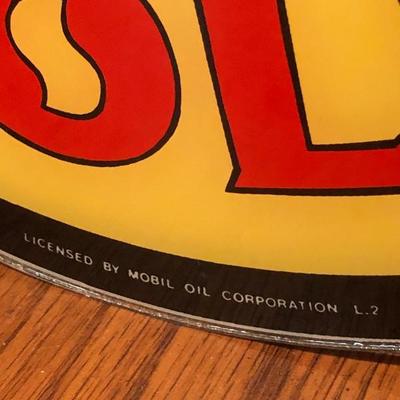 LICENSED BY MOBIL OIL CORPORATION L.2